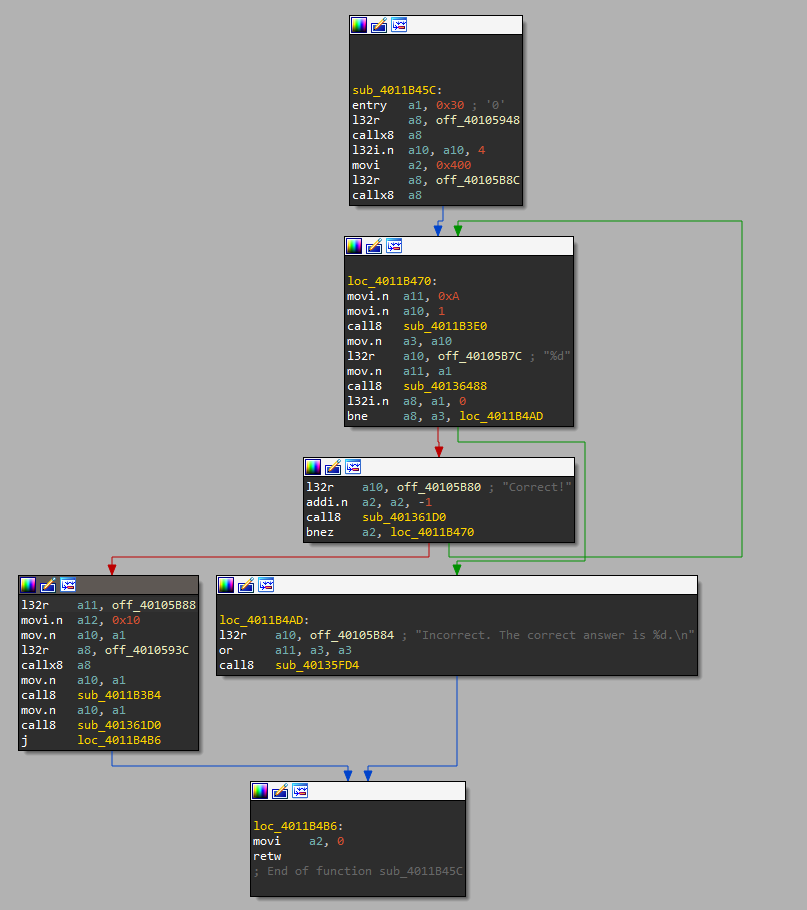 sub_4011B45C:
entry a1, 0x30 ; '0'
l32r a8, off_40105948
callx8 a8
l32i.n a10, a10, 4
movi a2, 0x400
l32r a8, off_40105B8C
callx8 a8
loc_4011B470:
movi.n a11, 0xA
movi.n a10, 1
call8 sub_4011B3E0
mov.n a3, a10
l32r a10, off_40105B7C ; "%d"
mov.n a11, a1
call8 sub_40136488
l32i.n a8, a1, 0
bne a8, a3, loc_4011B4AD
l32r a10, off_40105B80 ; "Correct!"
addi.n a2, a2, -1
call8 sub_401361D0
bnez a2, loc_4011B470
l32r a11, off_40105B88
movi.n a12, 0x10
mov.n a10, a1
l32r a8, off_4010593C
callx8 a8
mov.n a10, a1
call8 sub_4011B3B4
mov.n a10, a1
call8 sub_401361D0
j loc_4011B4B6
loc_4011B4AD:
l32r a10, off_40105B84 ; "Incorrect. The correct answer is %d.\n"
or a11, a3, a3
call8 sub_40135FD4
loc_4011B4B6:
movi a2, 0
retw
; End of function sub_4011B45C